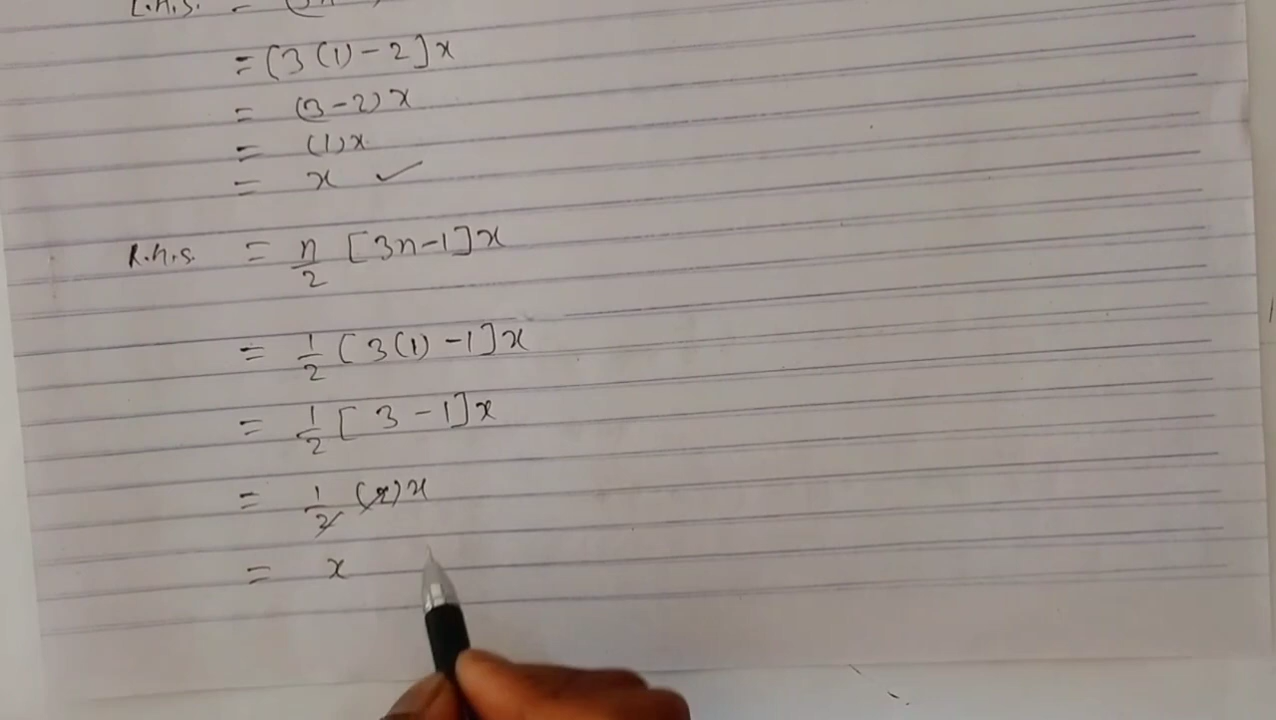 L.H.S. =
= (3(1)-2]x
= (3-2)x
= (1)x
= x ✓
R.H.S. = n/2 [3n-1]x
= 1/2 [3(1)-1]x
= 1/2 [3-1]x
= 1/2 (2)x
= x